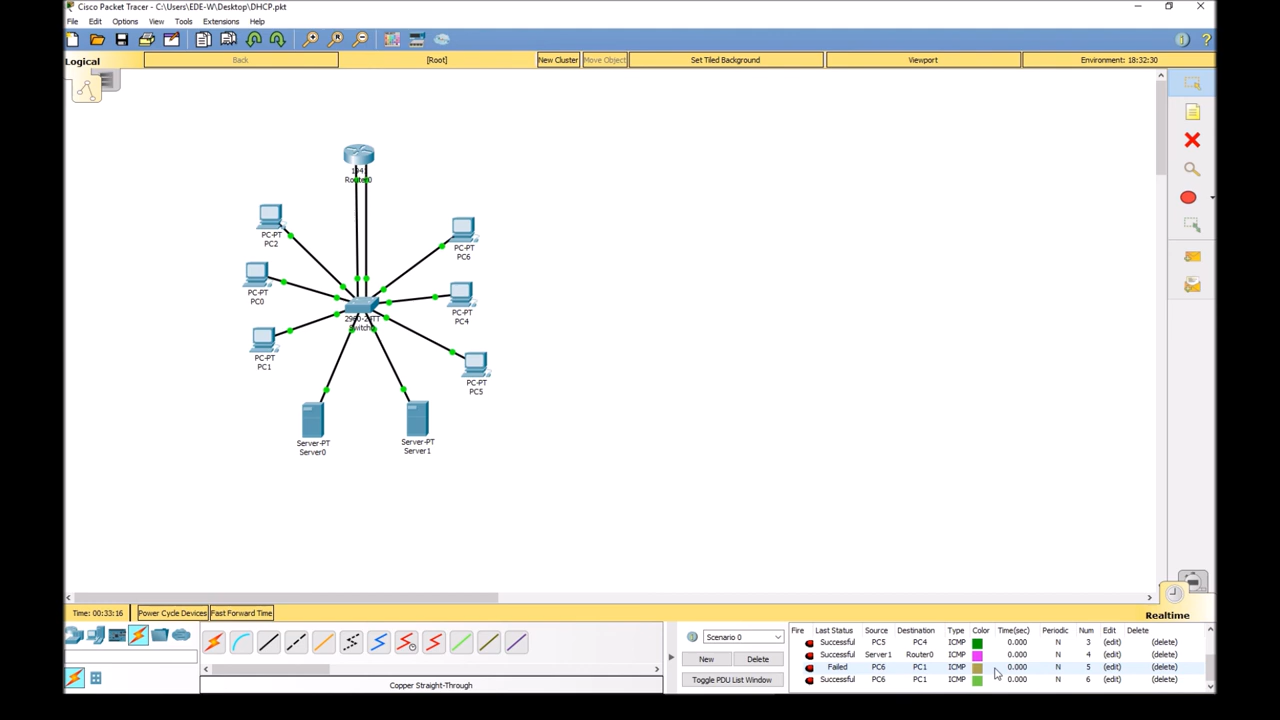 Cisco Packet Tracer - C:\Users\EDE-W\Desktop\DHCP.pkt
File Edit Options View Tools Extensions Help
Logical Back [Root] New Cluster Move Object Set Tiled Background Viewport Environment: 18:32:30
Router0
PC-PT
PC2
PC-PT
PC6
PC-PT
PC0
PC-PT
PC4
PC-PT
PC1
PC-PT
PC5
Server-PT
Server0
Server-PT
Server1
Time: 00:33:16 Power Cycle Devices Fast Forward Time Realtime
Scenario 0
New Delete
Toggle PDU List Window
Copper Straight-Through
Fire Last Status Source Destination Type Color Time(sec) Periodic Num Edit Delete
Successful PC5 PC4 ICMP 0.000 N 3 (edit) (delete)
Successful Server1 Router0 ICMP 0.000 N 4 (edit) (delete)
Failed PC6 PC1 ICMP 0.000 N 5 (edit) (delete)
Successful PC6 PC1 ICMP 0.000 N 6 (edit) (delete)